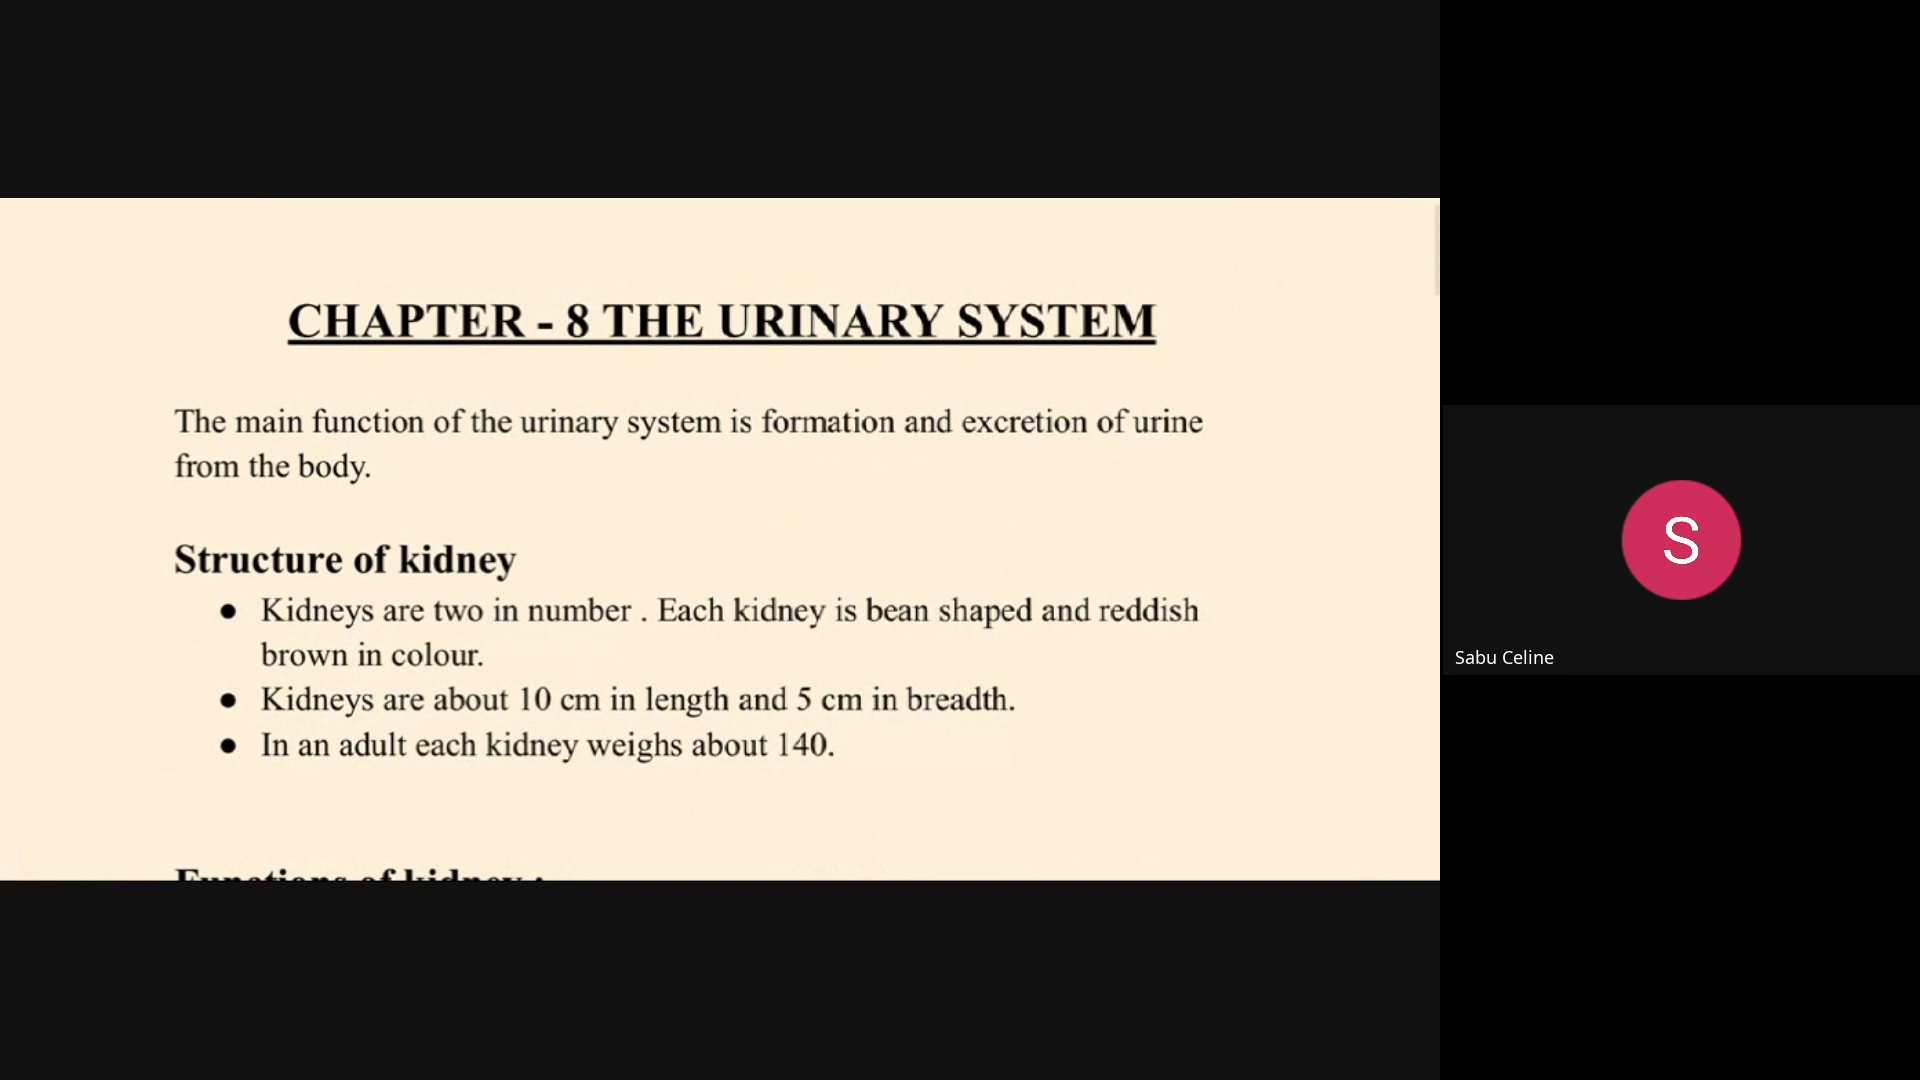 CHAPTER - 8 THE URINARY SYSTEM
The main function of the urinary system is formation and excretion of urine
from the body.
Structure of kidney
● Kidneys are two in number . Each kidney is bean shaped and reddish
brown in colour.
● Kidneys are about 10 cm in length and 5 cm in breadth.
● In an adult each kidney weighs about 140.
Functions of kidney :
S
Sabu Celine